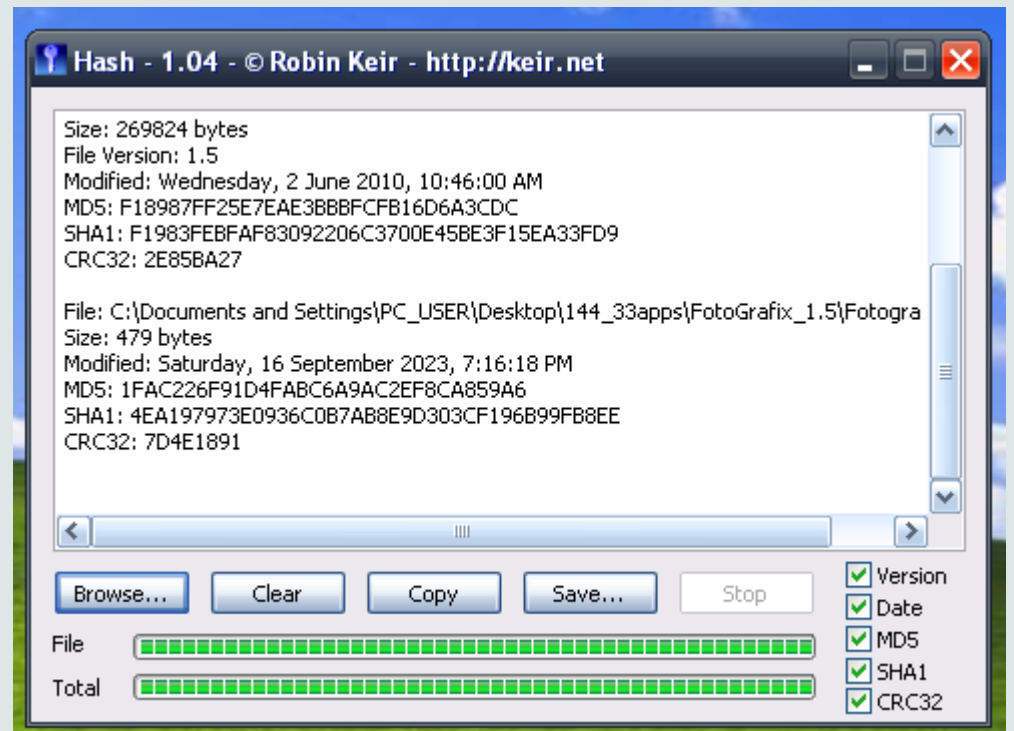 Hash - 1.04 - © Robin Keir - http://keir.net
Size: 269824 bytes
File Version: 1.5
Modified: Wednesday, 2 June 2010, 10:46:00 AM
MD5: F18987FF25E7EAE3BBBFCFB16D6A3CDC
SHA1: F1983FEBFAF83092206C3700E45BE3F15EA33FD9
CRC32: 2E85BA27
File: C:\Documents and Settings\PC_USER\Desktop\144_33apps\FotoGrafix_1.5\Fotogra
Size: 479 bytes
Modified: Saturday, 16 September 2023, 7:16:18 PM
MD5: 1FAC226F91D4FABC6A9AC2EF8CA859A6
SHA1: 4EA197973E0936C0B7AB8E9D303CF196B99FB8EE
CRC32: 7D4E1891
Browse... Clear Copy Save... Stop
Version
Date
File
MD5
SHA1
Total
CRC32